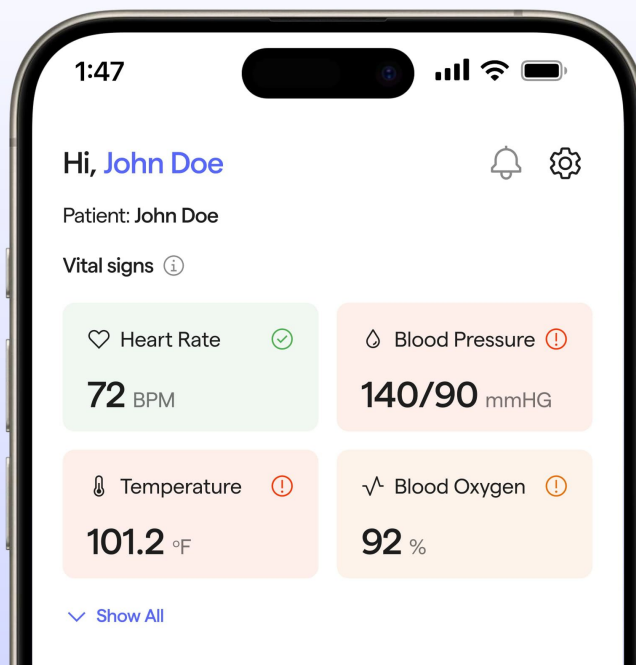 1:47
Hi, John Doe
Patient: John Doe
Vital signs
Heart Rate
72 BPM
Blood Pressure
140/90 mmHG
Temperature
101.2 °F
Blood Oxygen
92 %
Show All